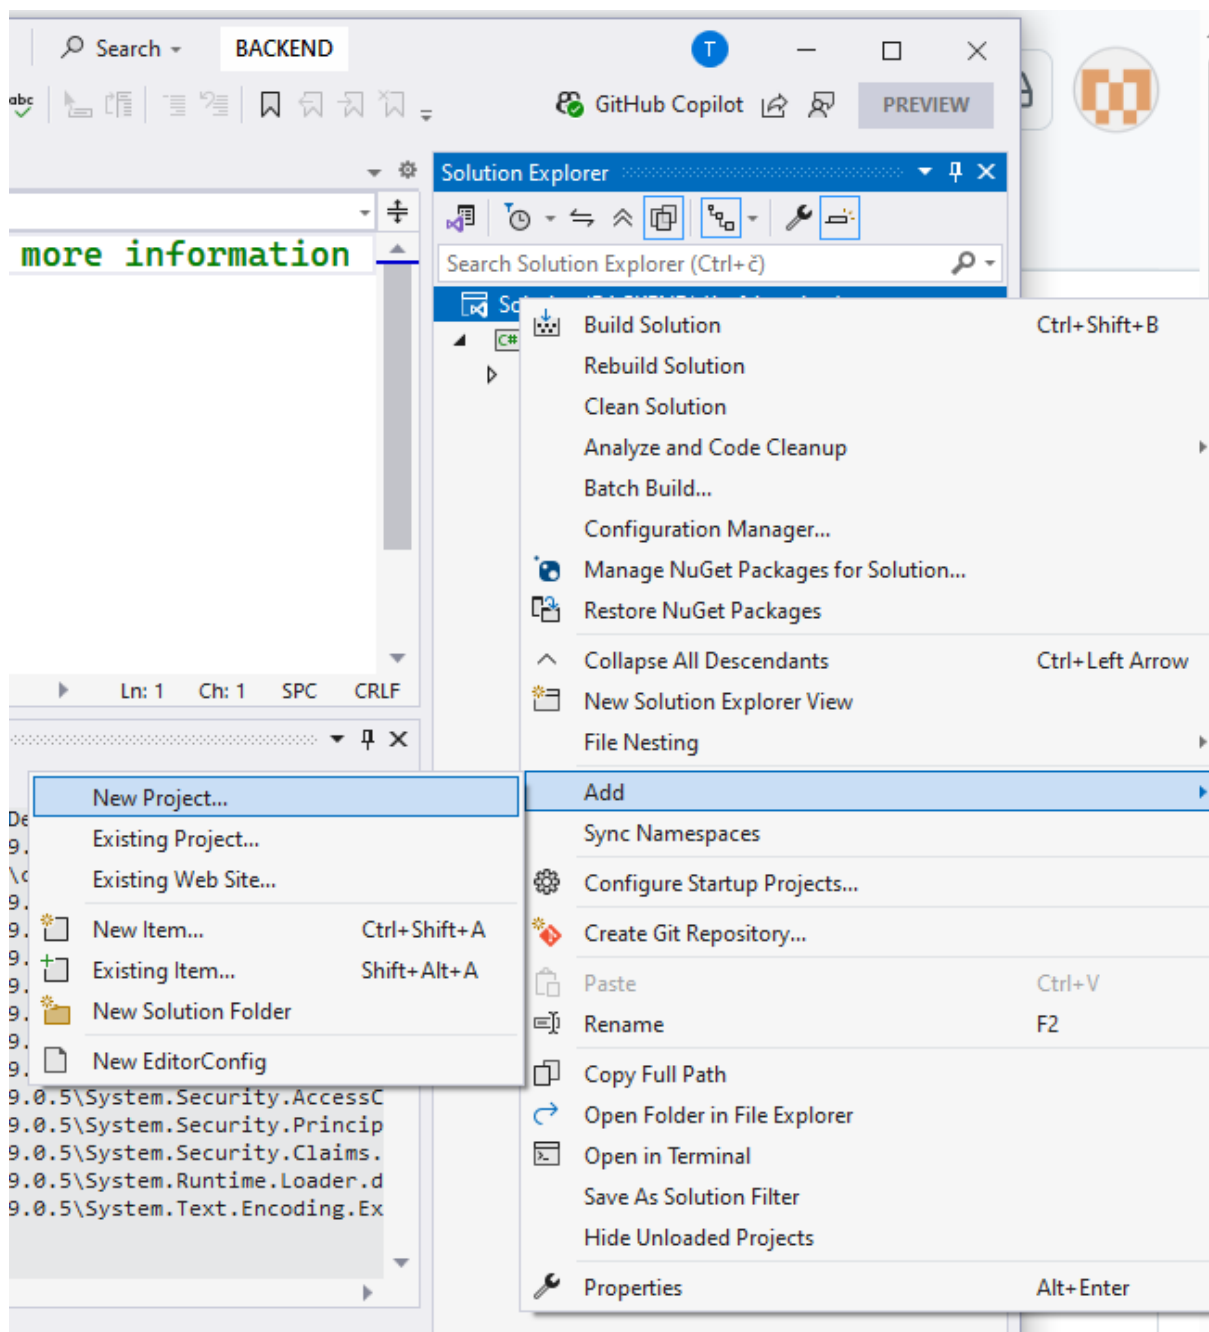 Search
BACKEND
T
abc
GitHub Copilot
PREVIEW
Solution Explorer
more information
Search Solution Explorer (Ctrl+č)
C#
Build Solution Ctrl+Shift+B
Rebuild Solution
Clean Solution
Analyze and Code Cleanup
Batch Build...
Configuration Manager...
Manage NuGet Packages for Solution...
Restore NuGet Packages
Collapse All Descendants Ctrl+Left Arrow
New Solution Explorer View
File Nesting
Add
Sync Namespaces
Configure Startup Projects...
Create Git Repository...
Paste Ctrl+V
Rename F2
Copy Full Path
Open Folder in File Explorer
Open in Terminal
Save As Solution Filter
Hide Unloaded Projects
Properties Alt+Enter
Ln: 1 Ch: 1 SPC CRLF
New Project...
Existing Project...
Existing Web Site...
New Item... Ctrl+Shift+A
Existing Item... Shift+Alt+A
New Solution Folder
New EditorConfig
9.0.5\System.Security.AccessC
9.0.5\System.Security.Princip
9.0.5\System.Security.Claims.
9.0.5\System.Runtime.Loader.d
9.0.5\System.Text.Encoding.Ex